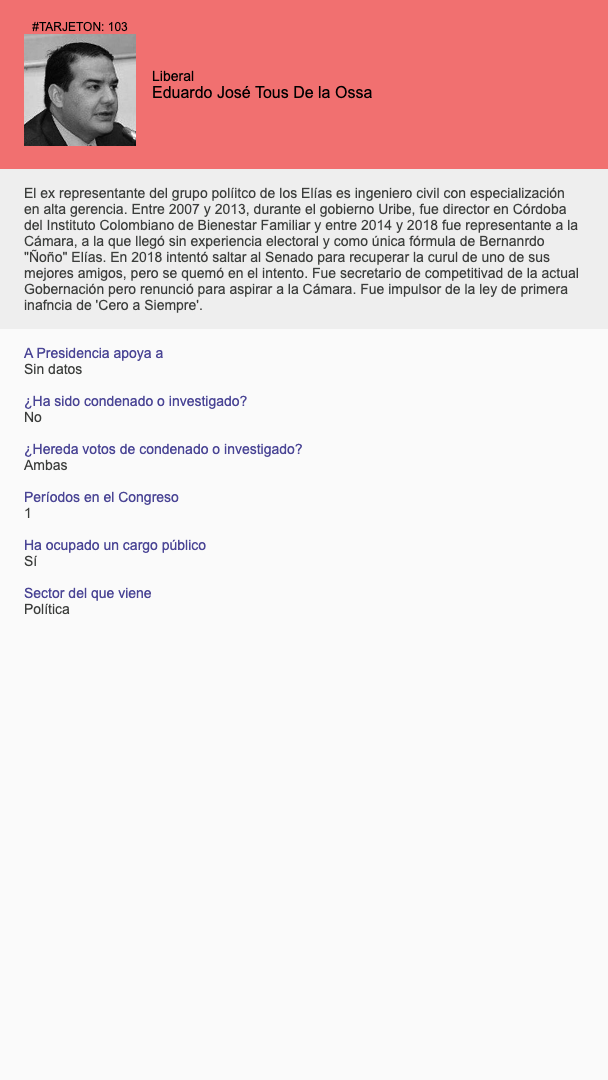 #TARJETON: 103
Liberal
Eduardo José Tous De la Ossa
El ex representante del grupo políitco de los Elías es ingeniero civil con especialización
en alta gerencia. Entre 2007 y 2013, durante el gobierno Uribe, fue director en Córdoba
del Instituto Colombiano de Bienestar Familiar y entre 2014 y 2018 fue representante a la
Cámara, a la que llegó sin experiencia electoral y como única fórmula de Bernanrdo
"Ñoño" Elías. En 2018 intentó saltar al Senado para recuperar la curul de uno de sus
mejores amigos, pero se quemó en el intento. Fue secretario de competitivad de la actual
Gobernación pero renunció para aspirar a la Cámara. Fue impulsor de la ley de primera
inafncia de 'Cero a Siempre'.
A Presidencia apoya a
Sin datos
¿Ha sido condenado o investigado?
No
¿Hereda votos de condenado o investigado?
Ambas
Períodos en el Congreso
1
Ha ocupado un cargo público
Sí
Sector del que viene
Política